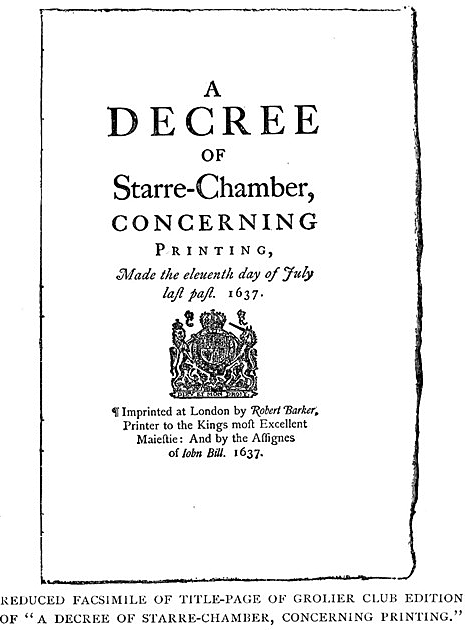 A
DECREE
OF
Starre-Chamber,
CONCERNING
PRINTING,
Made the eleuenth day of July
laſt paſt. 1637.
DIEV ET MON DROIT
¶ Imprinted at London by Robert Barker,
Printer to the Kings moſt Excellent
Maieſtie: And by the Aſſignes
of Iohn Bill. 1637.
REDUCED FACSIMILE OF TITLE-PAGE OF GROLIER CLUB EDITION
OF “A DECREE OF STARRE-CHAMBER, CONCERNING PRINTING.”